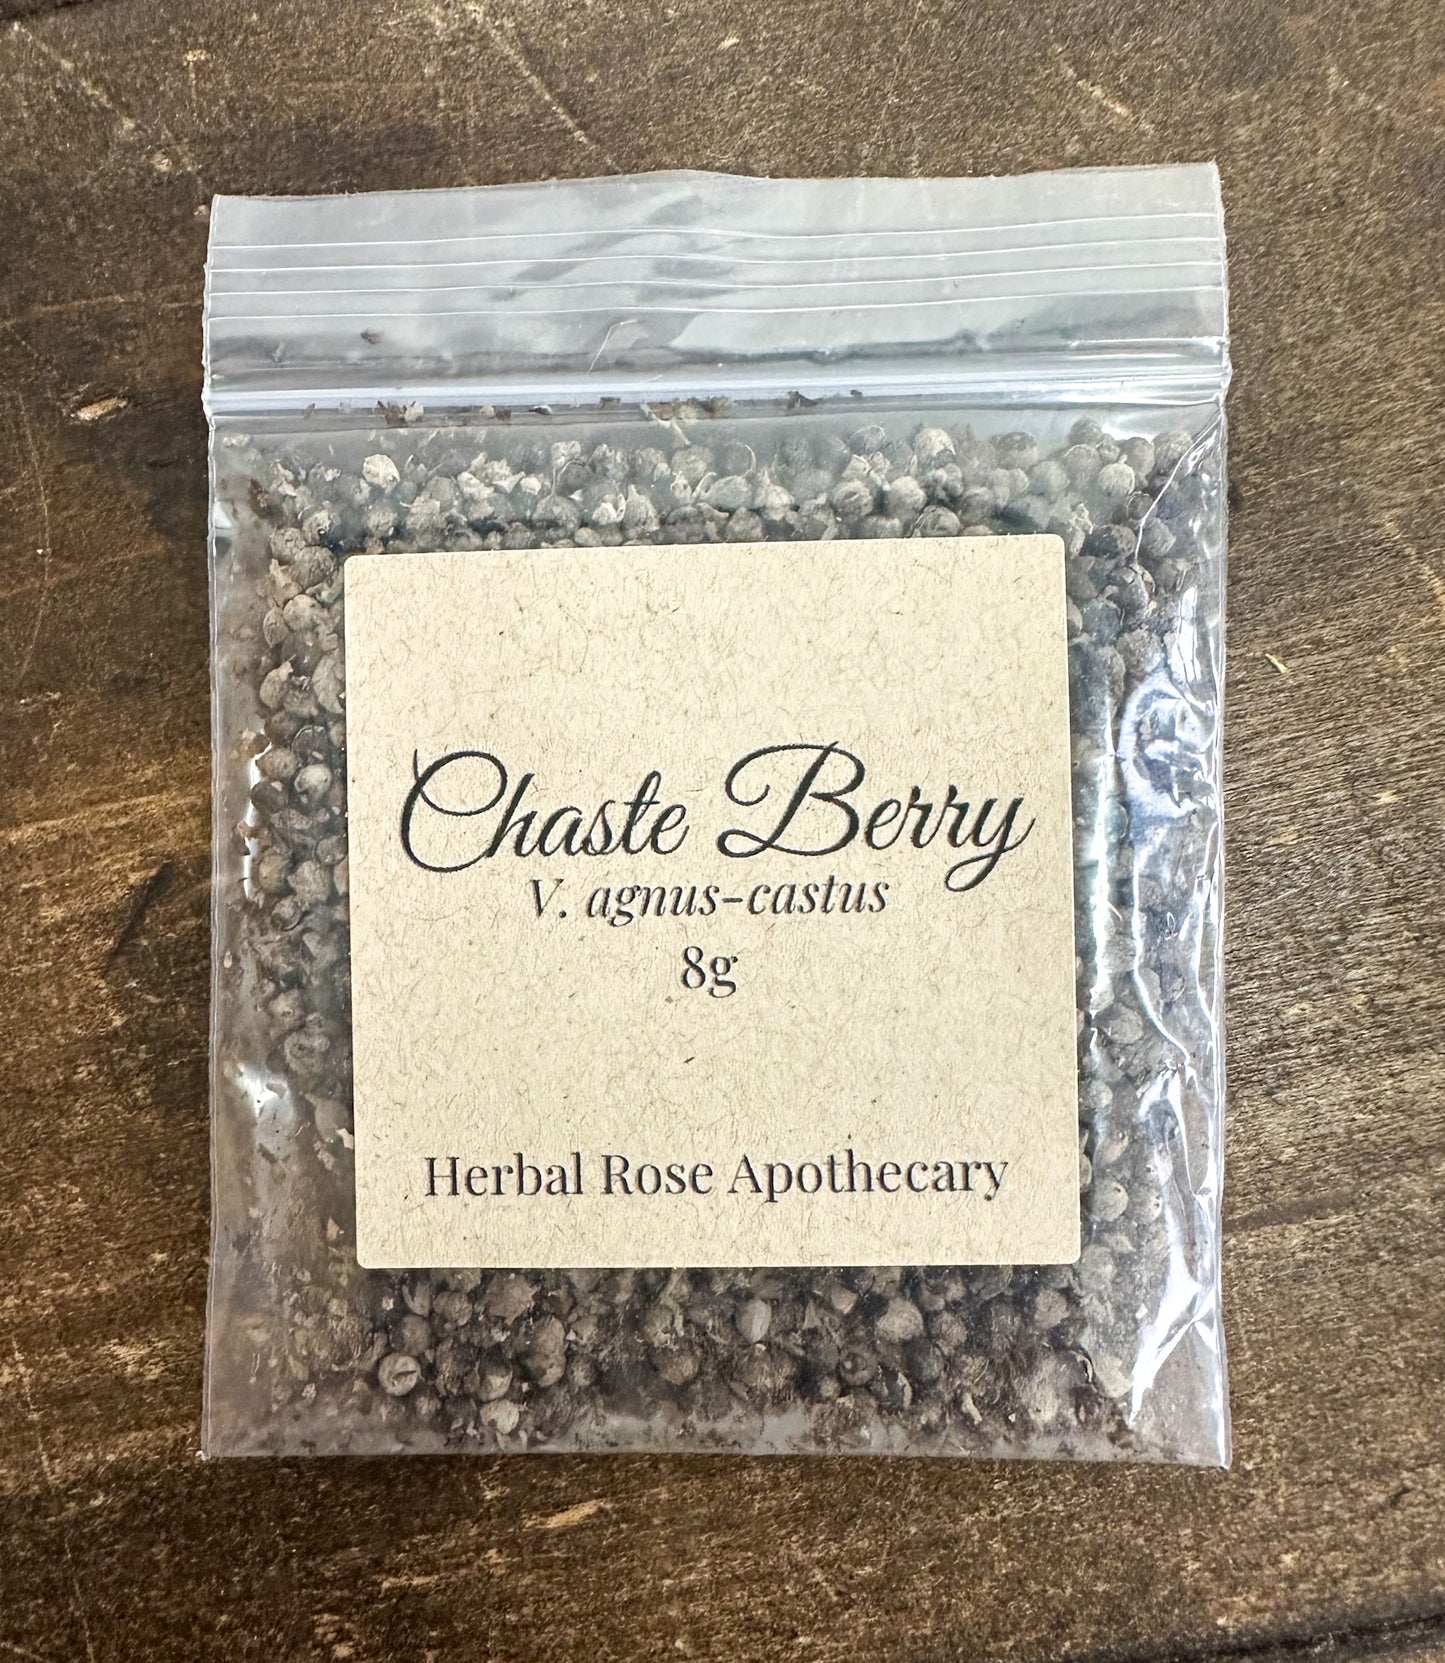 Chaste Berry
V. agnus-castus
8g
Herbal Rose Apothecary